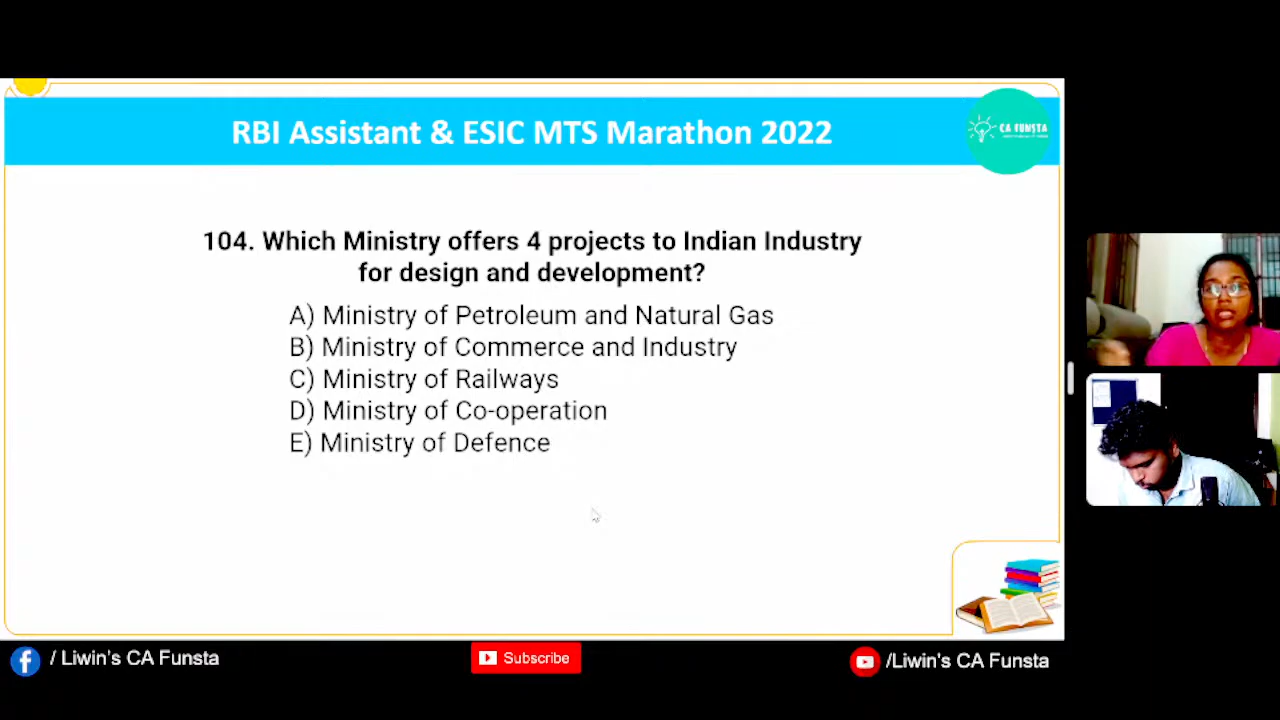 RBI Assistant & ESIC MTS Marathon 2022
CA FUNSTA
104. Which Ministry offers 4 projects to Indian Industry
for design and development?
A) Ministry of Petroleum and Natural Gas
B) Ministry of Commerce and Industry
C) Ministry of Railways
D) Ministry of Co-operation
E) Ministry of Defence
/ Liwin's CA Funsta
Subscribe
/Liwin's CA Funsta